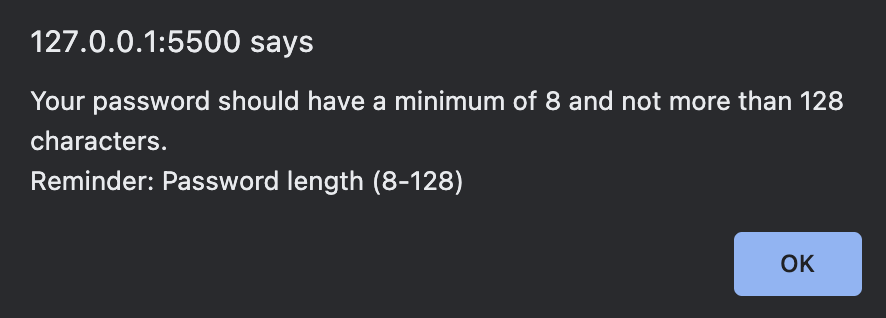 127.0.0.1:5500 says
Your password should have a minimum of 8 and not more than 128
characters.
Reminder: Password length (8-128)
OK